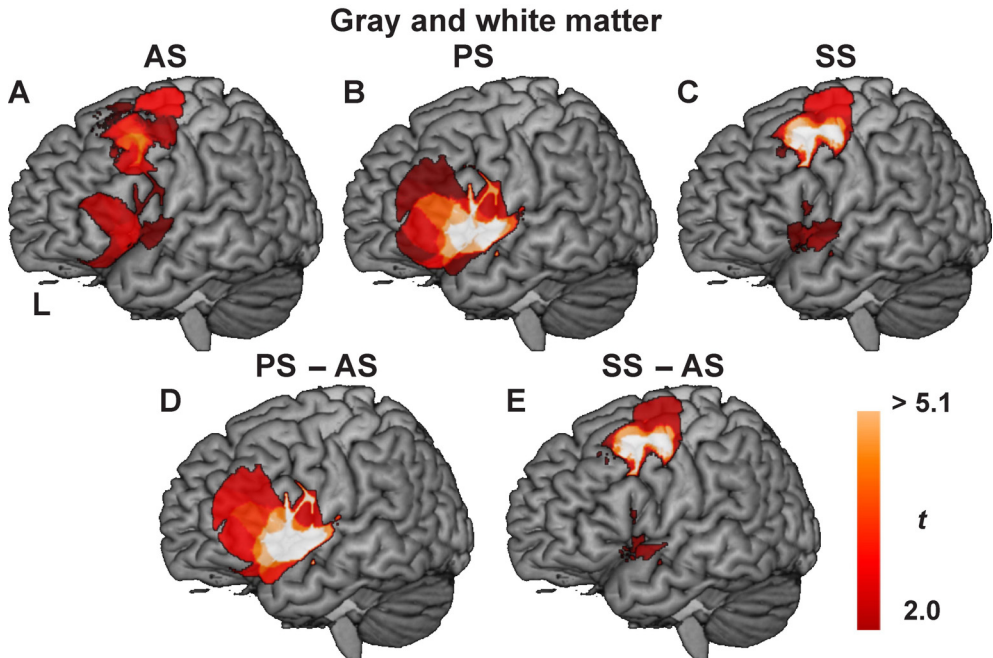 Gray and white matter
AS
PS
SS
A
B
C
L
PS – AS
SS – AS
D
E
> 5.1
t
2.0